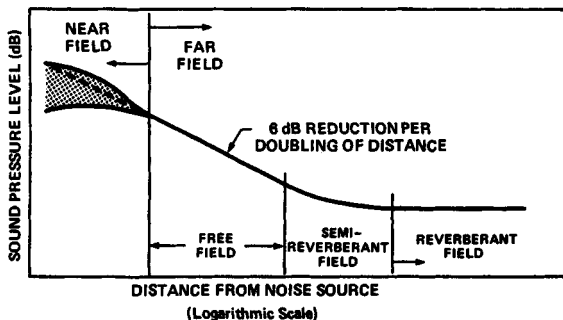 NEAR
FIELD
FAR
FIELD
SOUND PRESSURE LEVEL (dB)
6 dB REDUCTION PER
DOUBLING OF DISTANCE
FREE
FIELD
SEMI-
REVERBERANT
FIELD
REVERBERANT
FIELD
DISTANCE FROM NOISE SOURCE
(Logarithmic Scale)